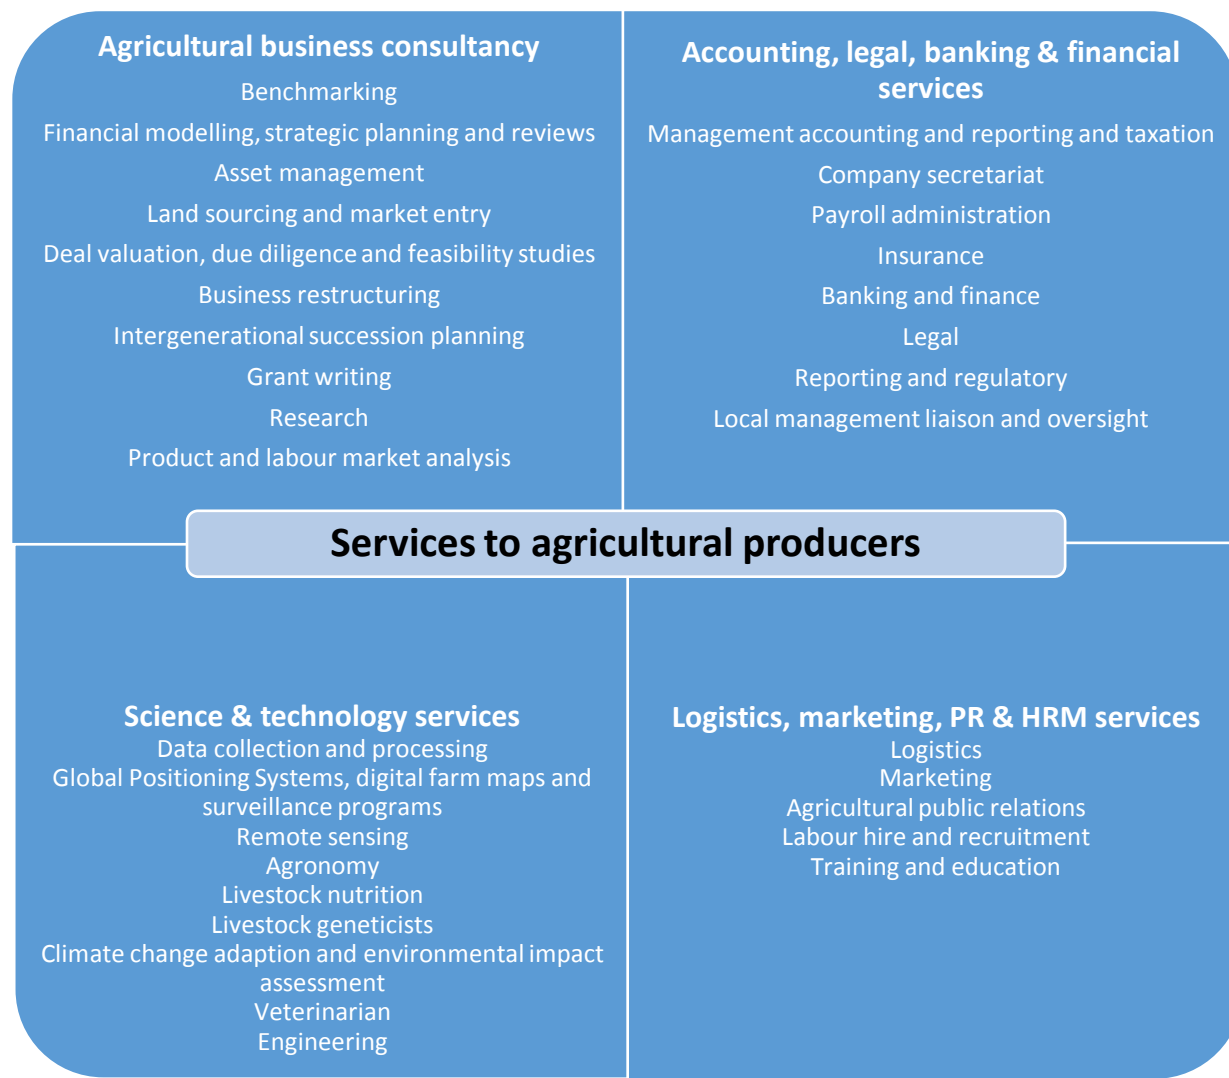 Agricultural business consultancy
Benchmarking
Financial modelling, strategic planning and reviews
Asset management
Land sourcing and market entry
Deal valuation, due diligence and feasibility studies
Business restructuring
Intergenerational succession planning
Grant writing
Research
Product and labour market analysis
Accounting, legal, banking & financial
services
Management accounting and reporting and taxation
Company secretariat
Payroll administration
Insurance
Banking and finance
Legal
Reporting and regulatory
Local management liaison and oversight
Services to agricultural producers
Science & technology services
Data collection and processing
Global Positioning Systems, digital farm maps and
surveillance programs
Remote sensing
Agronomy
Livestock nutrition
Livestock geneticists
Climate change adaption and environmental impact
assessment
Veterinarian
Engineering
Logistics, marketing, PR & HRM services
Logistics
Marketing
Agricultural public relations
Labour hire and recruitment
Training and education